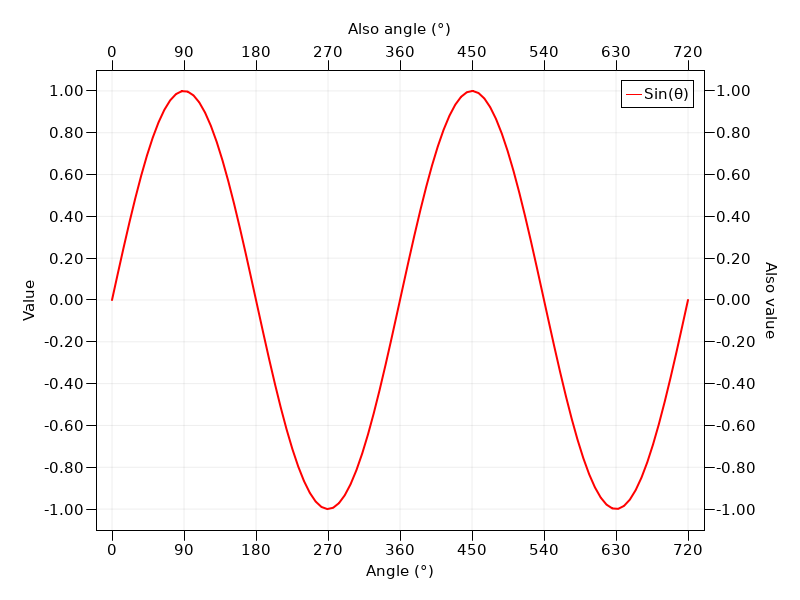 Also angle (°)
0 90 180 270 360 450 540 630 720
Sin(θ)
1.00 1.00
0.80 0.80
0.60 0.60
0.40 0.40
0.20 0.20
0.00 0.00
-0.20 -0.20
-0.40 -0.40
-0.60 -0.60
-0.80 -0.80
-1.00 -1.00
Value
Also value
0 90 180 270 360 450 540 630 720
Angle (°)